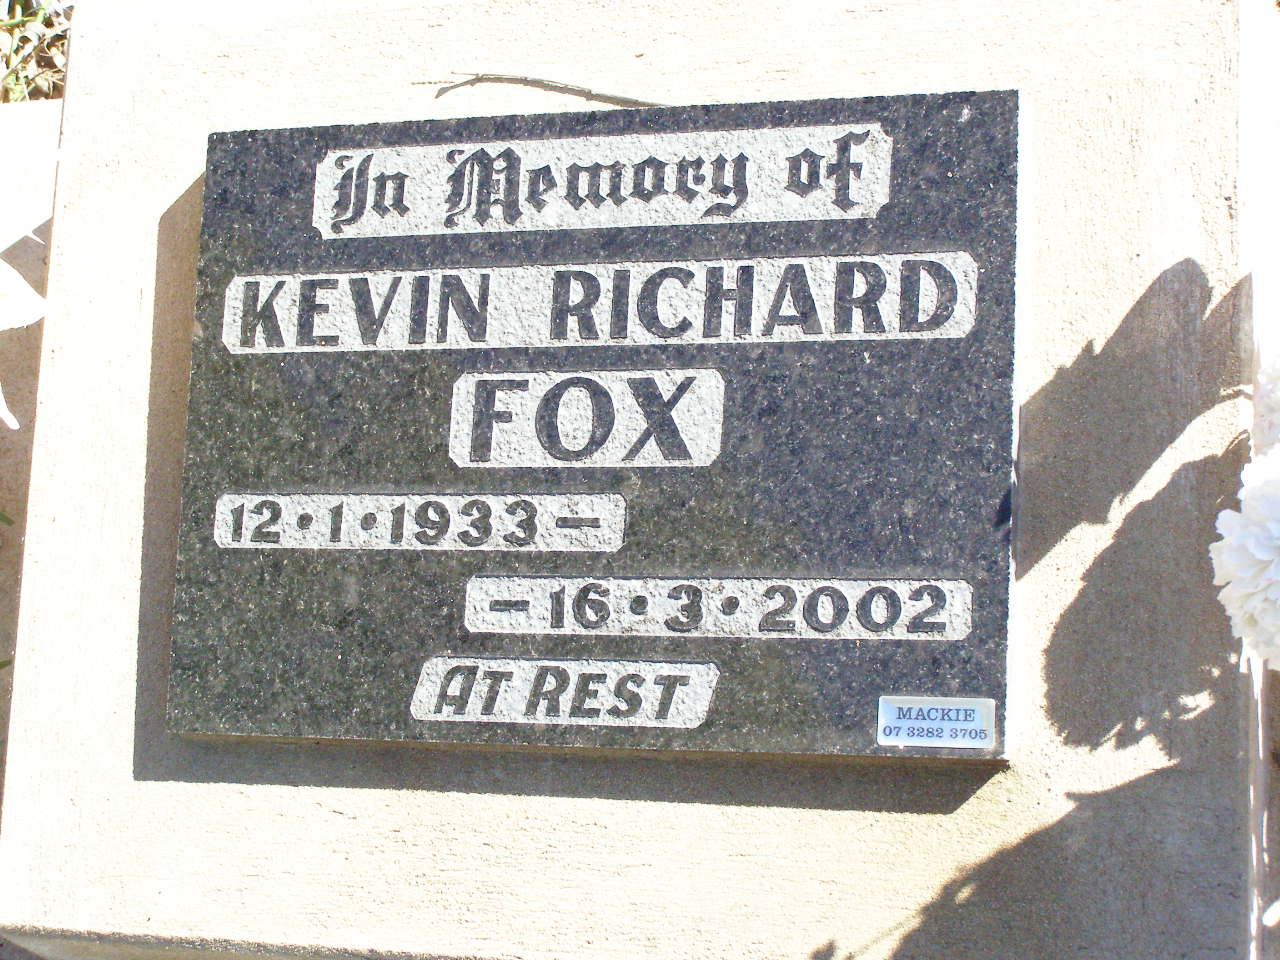 In Memory of
KEVIN RICHARD
FOX
12·1·1933–
–16·3·2002
AT REST
MACKIE
07 3282 3705